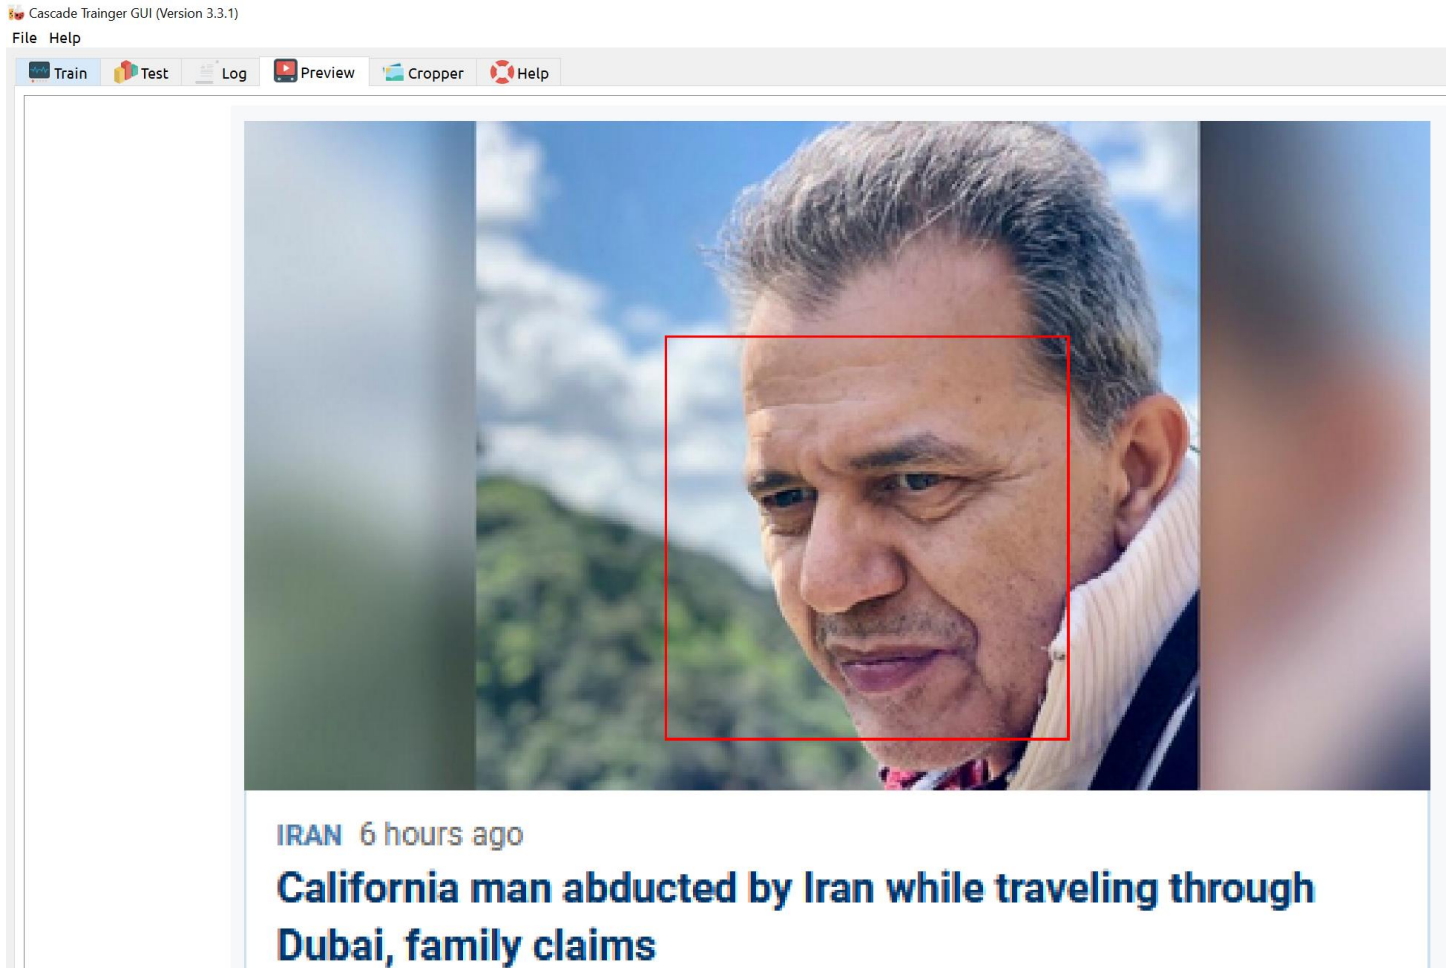 Cascade Trainger GUI (Version 3.3.1)
File Help
Train Test Log Preview Cropper Help
IRAN 6 hours ago
California man abducted by Iran while traveling through
Dubai, family claims